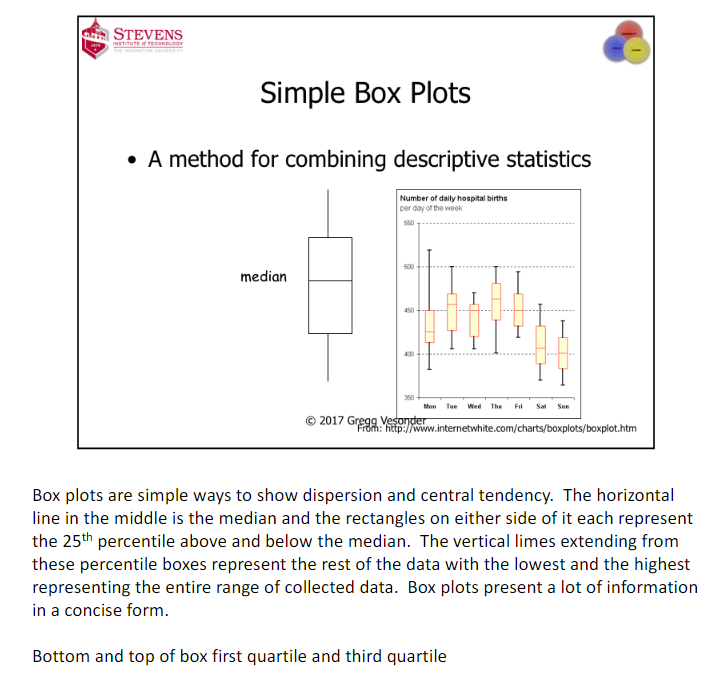 STEVENS
INSTITUTE of TECHNOLOGY
THE INNOVATION UNIVERSITY
1870
Simple Box Plots
• A method for combining descriptive statistics
median
Number of daily hospital births
per day of the week
550
500
450
400
350
Mon Tue Wed Thu Fri Sat Sun
© 2017 Gregg Vesonder
From: http://www.internetwhite.com/charts/boxplots/boxplot.htm
Box plots are simple ways to show dispersion and central tendency. The horizontal
line in the middle is the median and the rectangles on either side of it each represent
the 25th percentile above and below the median. The vertical limes extending from
these percentile boxes represent the rest of the data with the lowest and the highest
representing the entire range of collected data. Box plots present a lot of information
in a concise form.
Bottom and top of box first quartile and third quartile